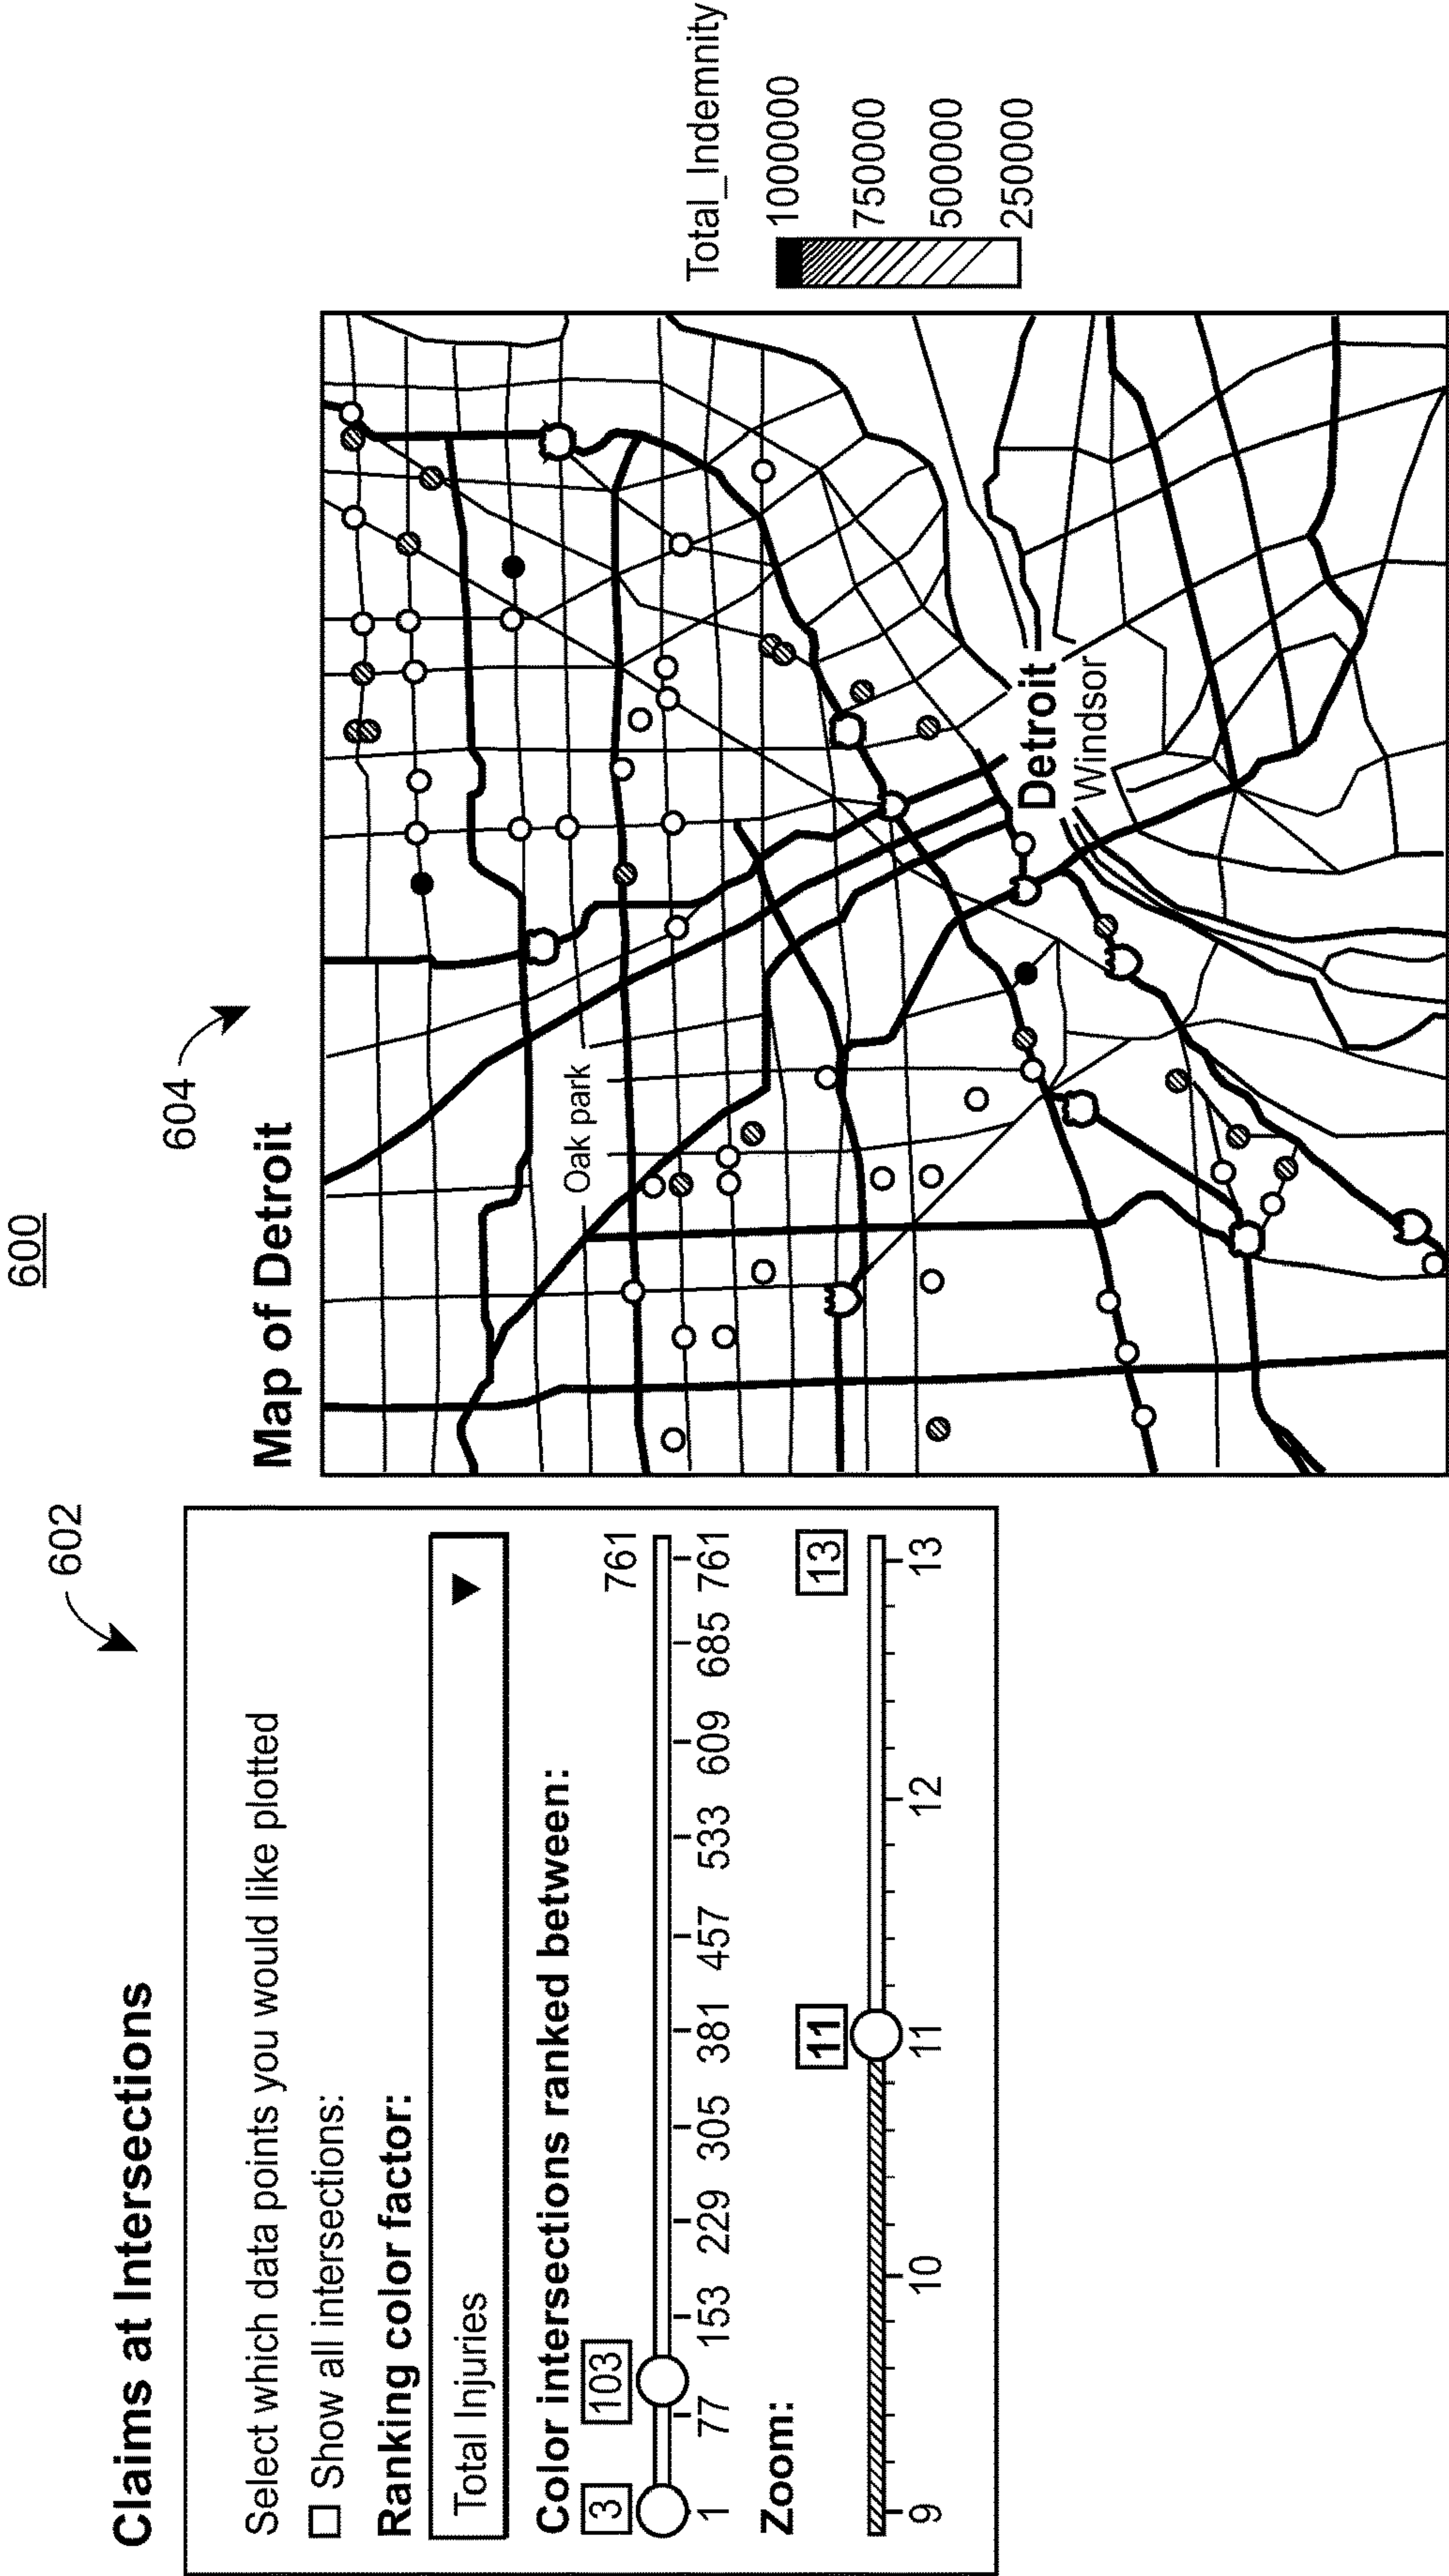 600
Claims at Intersections
602
Select which data points you would like plotted
Show all intersections:
Ranking color factor:
Total Injuries
Color intersections ranked between:
3 103 761
1 77 153 229 305 381 457 533 609 685 761
Zoom:
11 13
9 10 11 12 13
604
Map of Detroit
Oak park
Detroit
Windsor
Total_Indemnity
1000000
750000
500000
250000